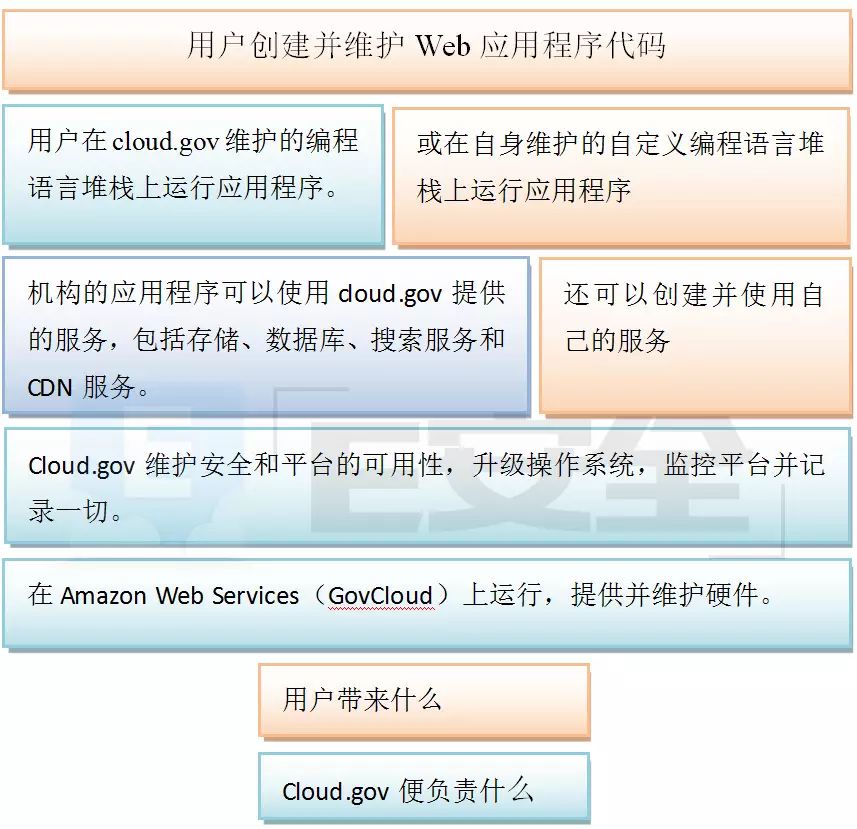 用户创建并维护 Web 应用程序代码
用户在 cloud.gov 维护的编程
语言堆栈上运行应用程序。
或在自身维护的自定义编程语言堆
栈上运行应用程序
机构的应用程序可以使用 cloud.gov 提供
的服务，包括存储、数据库、搜索服务和
CDN 服务。
还可以创建并使用自
己的服务
E安全
Cloud.gov 维护安全和平台的可用性，升级操作系统，监控平台并记
录一切。
在 Amazon Web Services（GovCloud）上运行，提供并维护硬件。
用户带来什么
Cloud.gov 便负责什么